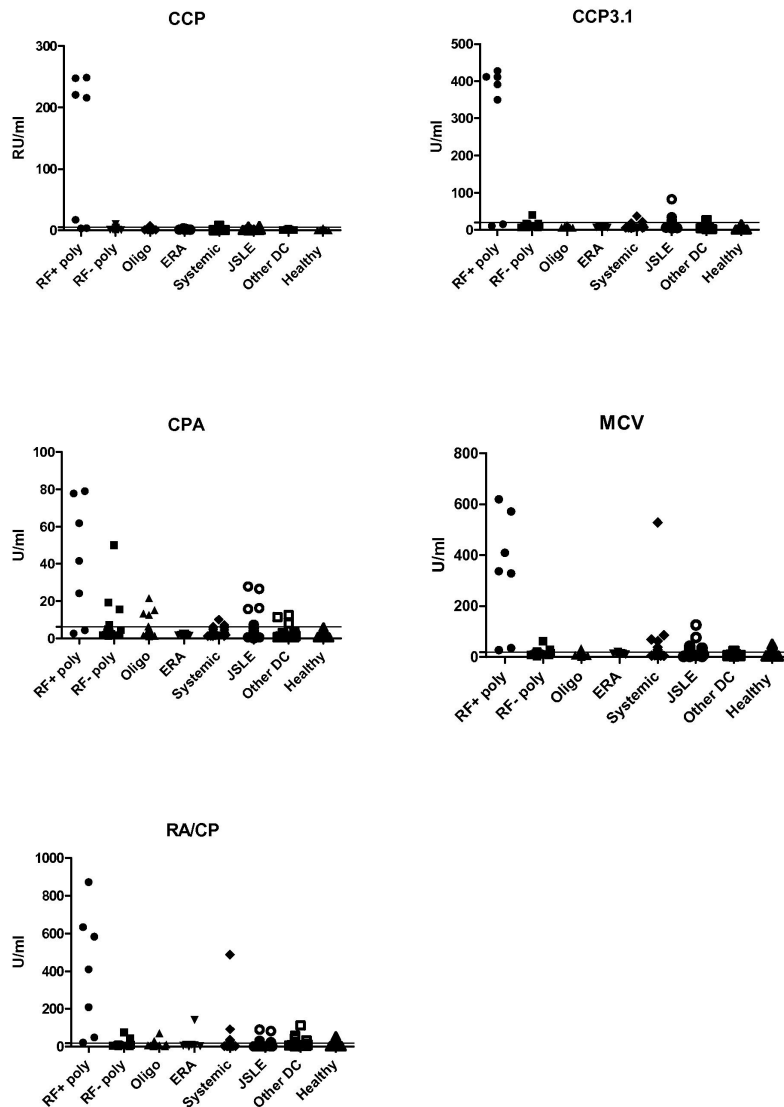 CCP
RU/ml
300
200
100
0
RF+ poly
RF- poly
Oligo
ERA
Systemic
JSLE
Other DC
Healthy
CCP3.1
U/ml
500
400
300
200
100
0
RF+ poly
RF- poly
Oligo
ERA
Systemic
JSLE
Other DC
Healthy
CPA
U/ml
100
80
60
40
20
0
RF+ poly
RF- poly
Oligo
ERA
Systemic
JSLE
Other DC
Healthy
MCV
U/ml
800
600
400
200
0
RF+ poly
RF- poly
Oligo
ERA
Systemic
JSLE
Other DC
Healthy
RA/CP
U/ml
1000
800
600
400
200
0
RF+ poly
RF- poly
Oligo
ERA
Systemic
JSLE
Other DC
Healthy